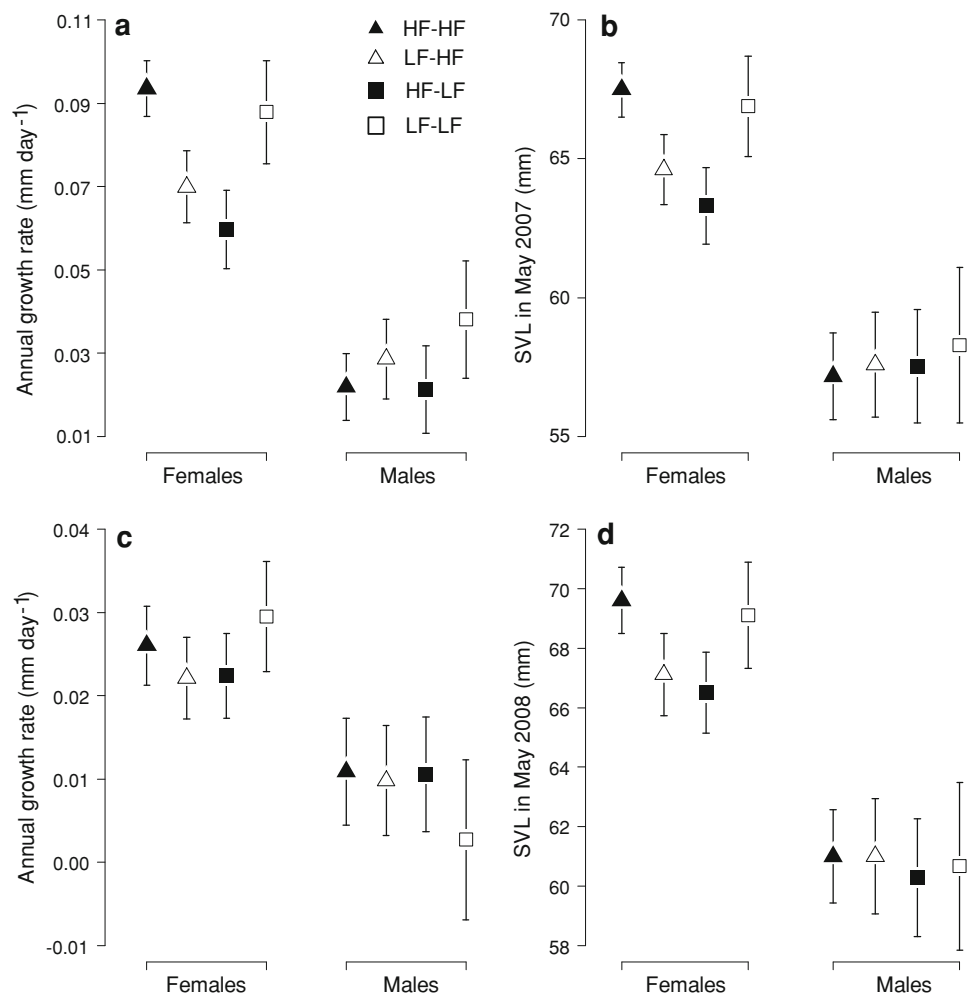 a
HF-HF
LF-HF
HF-LF
LF-LF
Annual growth rate (mm day-1)
0.11
0.09
0.07
0.05
0.03
0.01
Females
Males
b
SVL in May 2007 (mm)
70
65
60
55
Females
Males
c
Annual growth rate (mm day-1)
0.04
0.03
0.02
0.01
0.00
-0.01
Females
Males
d
SVL in May 2008 (mm)
72
70
68
66
64
62
60
58
Females
Males